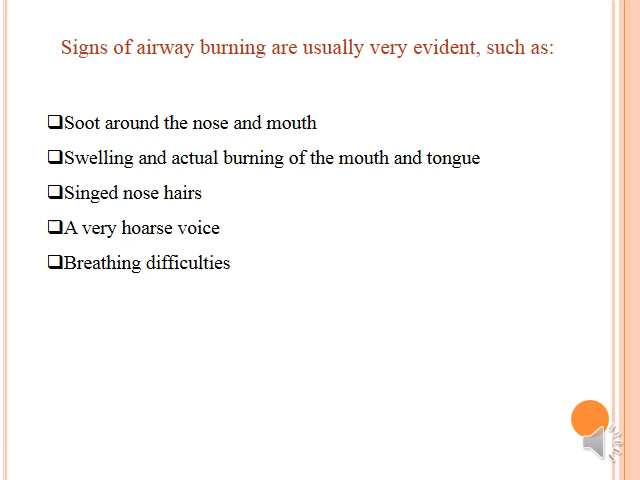 Signs of airway burning are usually very evident, such as:
❑Soot around the nose and mouth
❑Swelling and actual burning of the mouth and tongue
❑Singed nose hairs
❑A very hoarse voice
❑Breathing difficulties